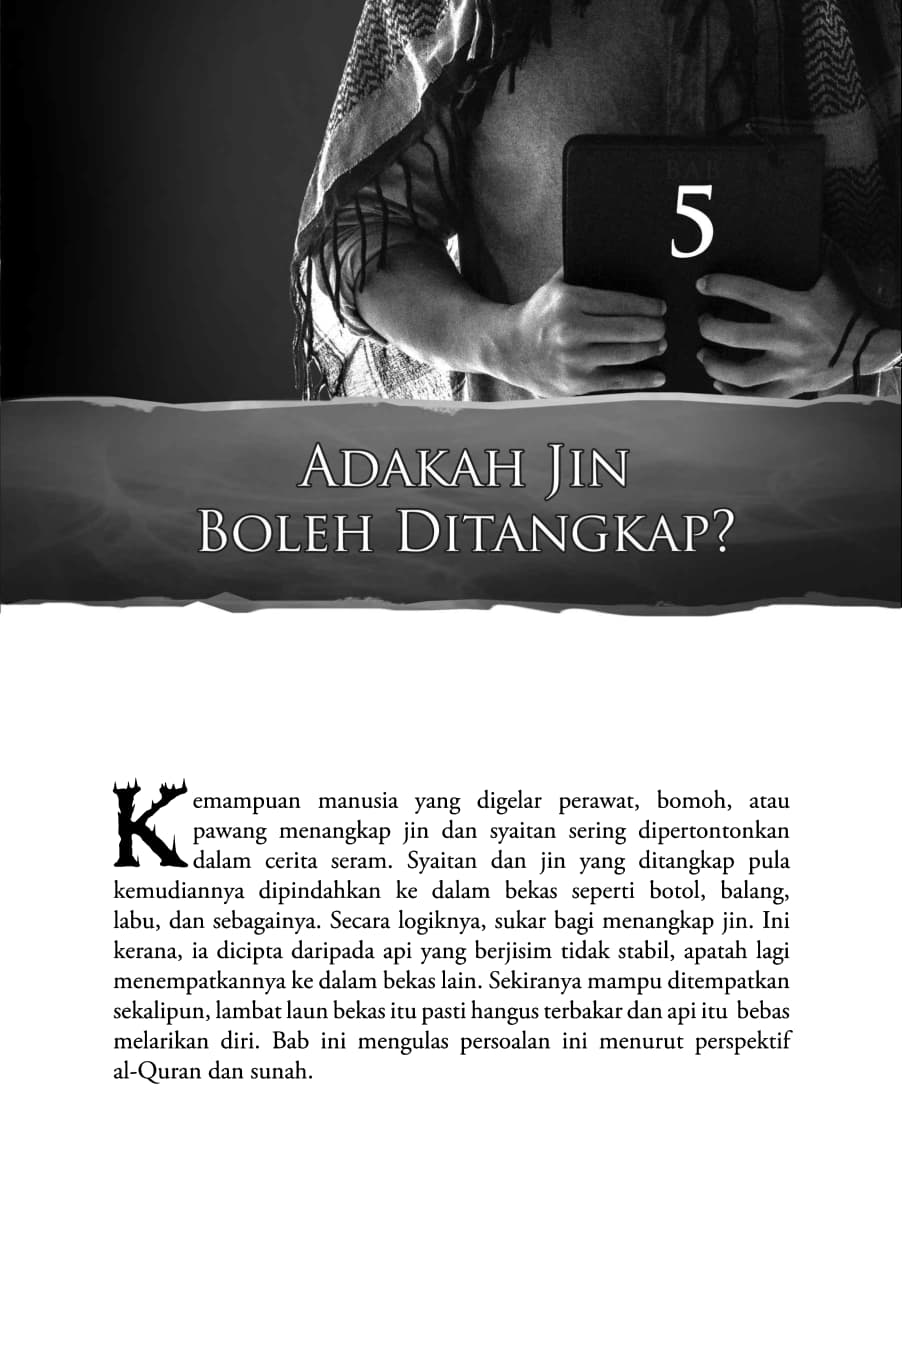 BAB
5
ADAKAH JIN
BOLEH DITANGKAP?
Kemampuan manusia yang digelar perawat, bomoh, atau
pawang menangkap jin dan syaitan sering dipertontonkan
dalam cerita seram. Syaitan dan jin yang ditangkap pula
kemudiannya dipindahkan ke dalam bekas seperti botol, balang,
labu, dan sebagainya. Secara logiknya, sukar bagi menangkap jin. Ini
kerana, ia dicipta daripada api yang berjisim tidak stabil, apatah lagi
menempatkannya ke dalam bekas lain. Sekiranya mampu ditempatkan
sekalipun, lambat laun bekas itu pasti hangus terbakar dan api itu bebas
melarikan diri. Bab ini mengulas persoalan ini menurut perspektif
al-Quran dan sunah.